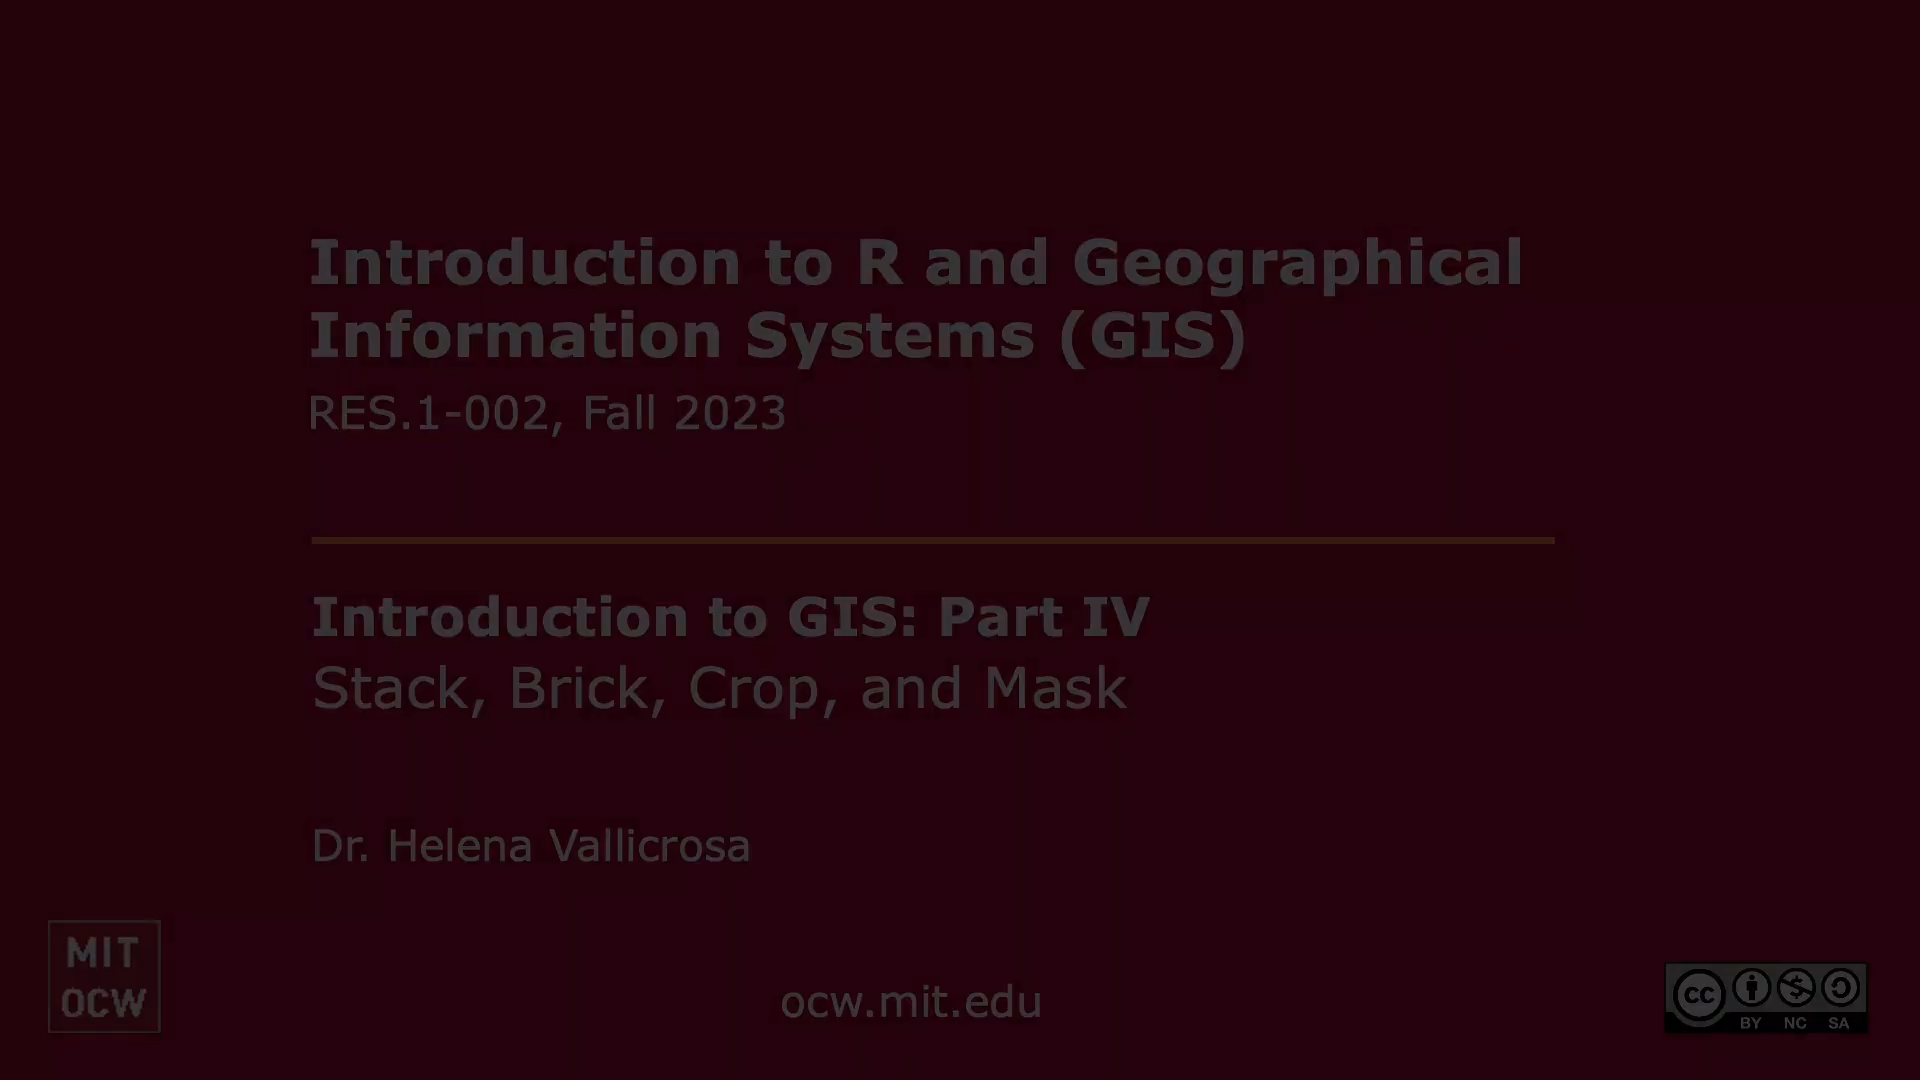 Introduction to R and Geographical
Information Systems (GIS)
RES.1-002, Fall 2023
Introduction to GIS: Part IV
Stack, Brick, Crop, and Mask
Dr. Helena Vallicrosa
MIT
OCW
ocw.mit.edu
cc
BY NC SA